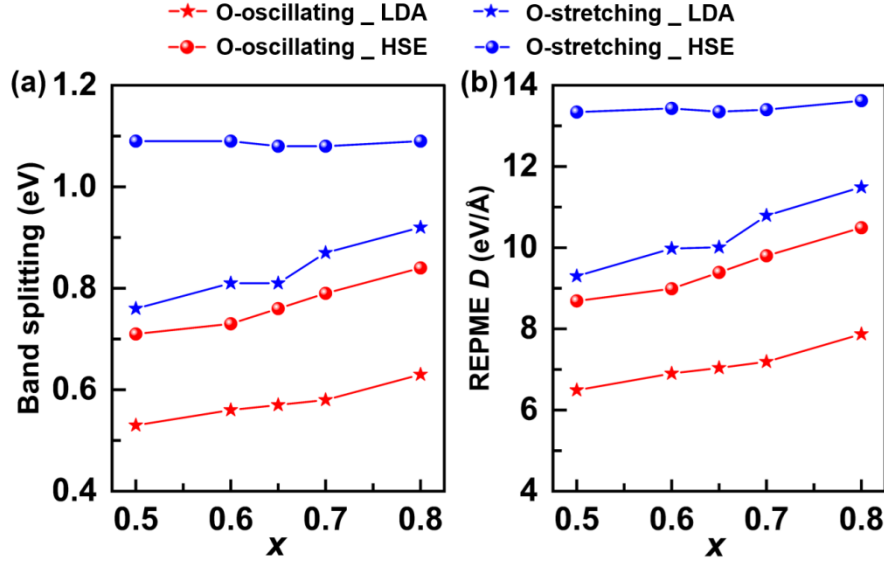 O-oscillating _ LDA
O-stretching _ LDA
O-oscillating _ HSE
O-stretching _ HSE
(a)
1.2
1.0
0.8
0.6
0.4
Band splitting (eV)
0.5 0.6 0.7 0.8
x
(b)
14
12
10
8
6
4
REPME D (eV/Å)
0.5 0.6 0.7 0.8
x